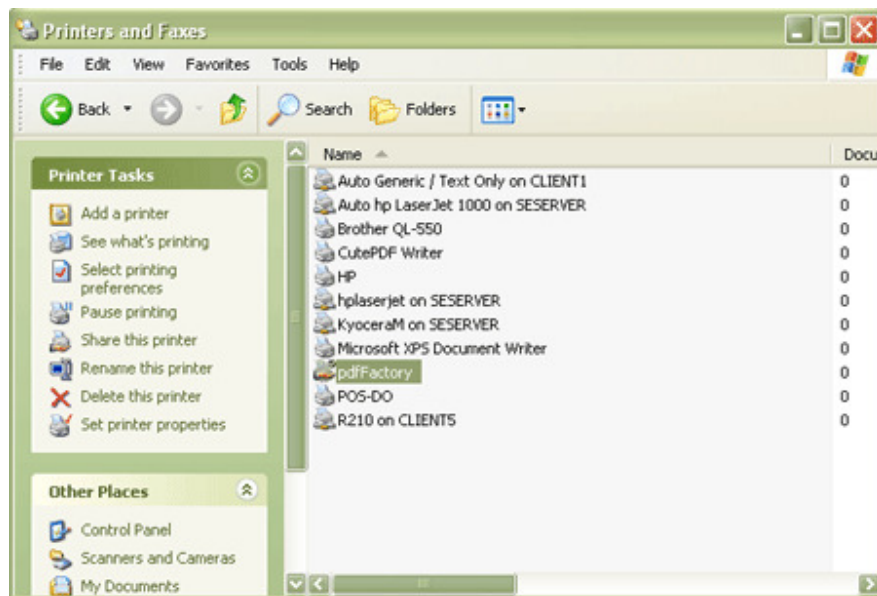 Printers and Faxes
File Edit View Favorites Tools Help
Back Search Folders
Printer Tasks
Add a printer
See what's printing
Select printing
preferences
Pause printing
Share this printer
Rename this printer
Delete this printer
Set printer properties
Other Places
Control Panel
Scanners and Cameras
My Documents
Name Docu
Auto Generic / Text Only on CLIENT1 0
Auto hp LaserJet 1000 on SESERVER 0
Brother QL-550 0
CutePDF Writer 0
HP 0
hplaserjet on SESERVER 0
KyoceraM on SESERVER 0
Microsoft XPS Document Writer 0
pdfFactory 0
POS-DO 0
R210 on CLIENT5 0